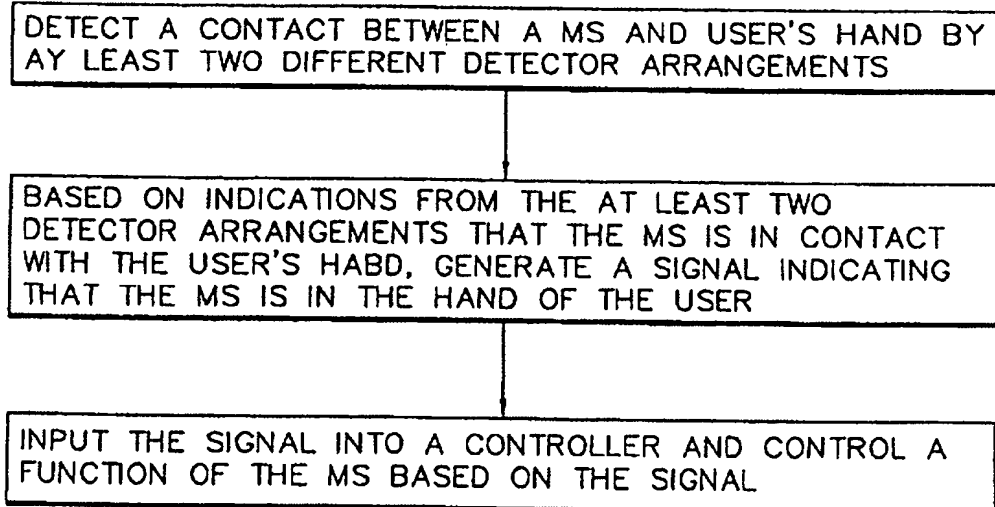 DETECT A CONTACT BETWEEN A MS AND USER'S HAND BY
AY LEAST TWO DIFFERENT DETECTOR ARRANGEMENTS
BASED ON INDICATIONS FROM THE AT LEAST TWO
DETECTOR ARRANGEMENTS THAT THE MS IS IN CONTACT
WITH THE USER'S HABD, GENERATE A SIGNAL INDICATING
THAT THE MS IS IN THE HAND OF THE USER
INPUT THE SIGNAL INTO A CONTROLLER AND CONTROL A
FUNCTION OF THE MS BASED ON THE SIGNAL